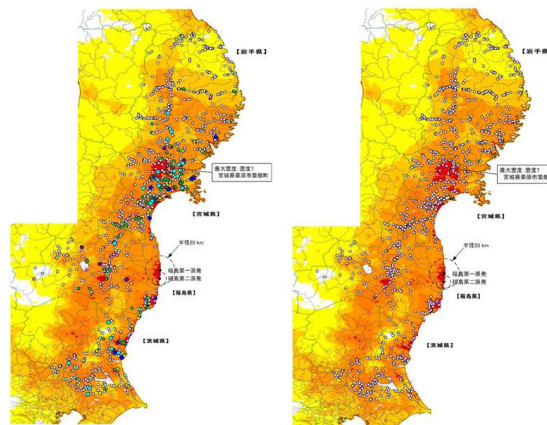 【岩手県】
最大震度 震度7
宮城県栗原市築館町
【宮城県】
半径20 km
福島第一原発
福島第二原発
【福島県】
【茨城県】
【岩手県】
最大震度 震度7
宮城県栗原市築館町
【宮城県】
半径20 km
福島第一原発
福島第二原発
【福島県】
【茨城県】